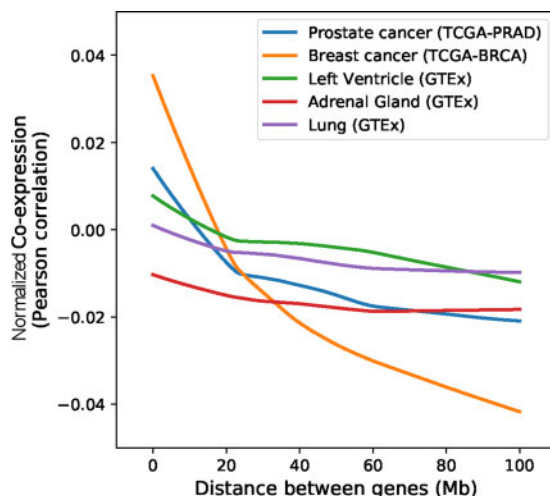 Prostate cancer (TCGA-PRAD)
Breast cancer (TCGA-BRCA)
Left Ventricle (GTEx)
Adrenal Gland (GTEx)
Lung (GTEx)
Normalized Co-expression
(Pearson correlation)
0.04
0.02
0.00
−0.02
−0.04
0 20 40 60 80 100
Distance between genes (Mb)